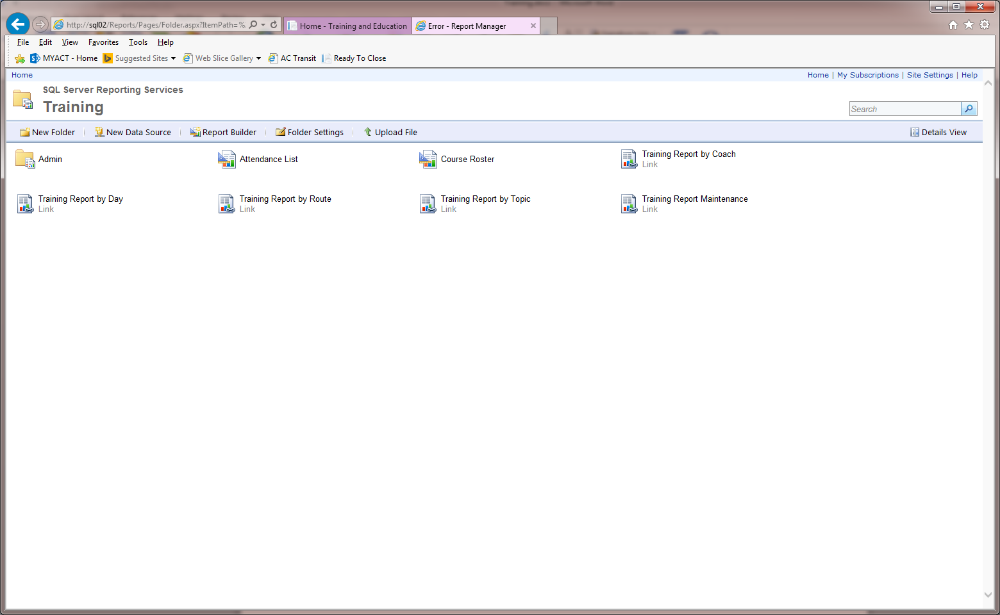 http://sql02/Reports/Pages/Folder.aspx?ItemPath=%
Home - Training and Education
Error - Report Manager
File Edit View Favorites Tools Help
MYACT - Home Suggested Sites Web Slice Gallery AC Transit Ready To Close
Home
Home | My Subscriptions | Site Settings | Help
SQL Server Reporting Services
Training
Search
New Folder New Data Source Report Builder Folder Settings Upload File Details View
Admin
Attendance List
Course Roster
Training Report by Coach
Link
Training Report by Day
Link
Training Report by Route
Link
Training Report by Topic
Link
Training Report Maintenance
Link